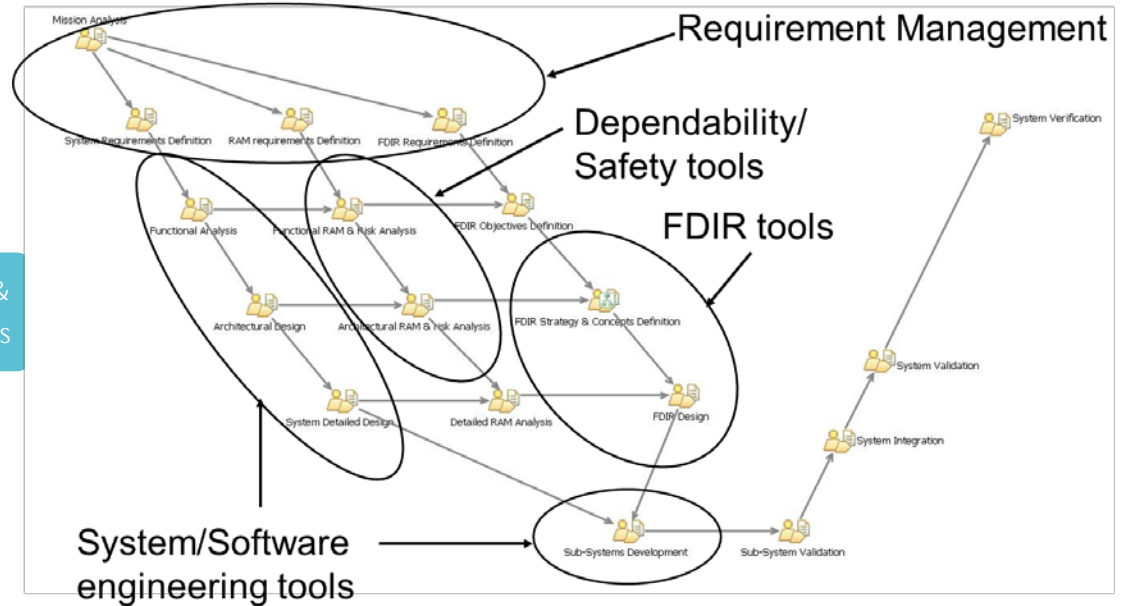 Mission Analysis
Requirement Management
System Requirements Definition
RAM requirements Definition
FDIR Requirements Definition
Dependability/
Safety tools
System Verification
Functional Analysis
Functional RAM & Risk Analysis
FDIR Objectives Definition
FDIR tools
&
s
Architectural Design
Architectural RAM & risk Analysis
FDIR Strategy & Concepts Definition
System Validation
System Detailed Design
Detailed RAM Analysis
FDIR Design
System Integration
System/Software
engineering tools
Sub-Systems Development
Sub-System Validation